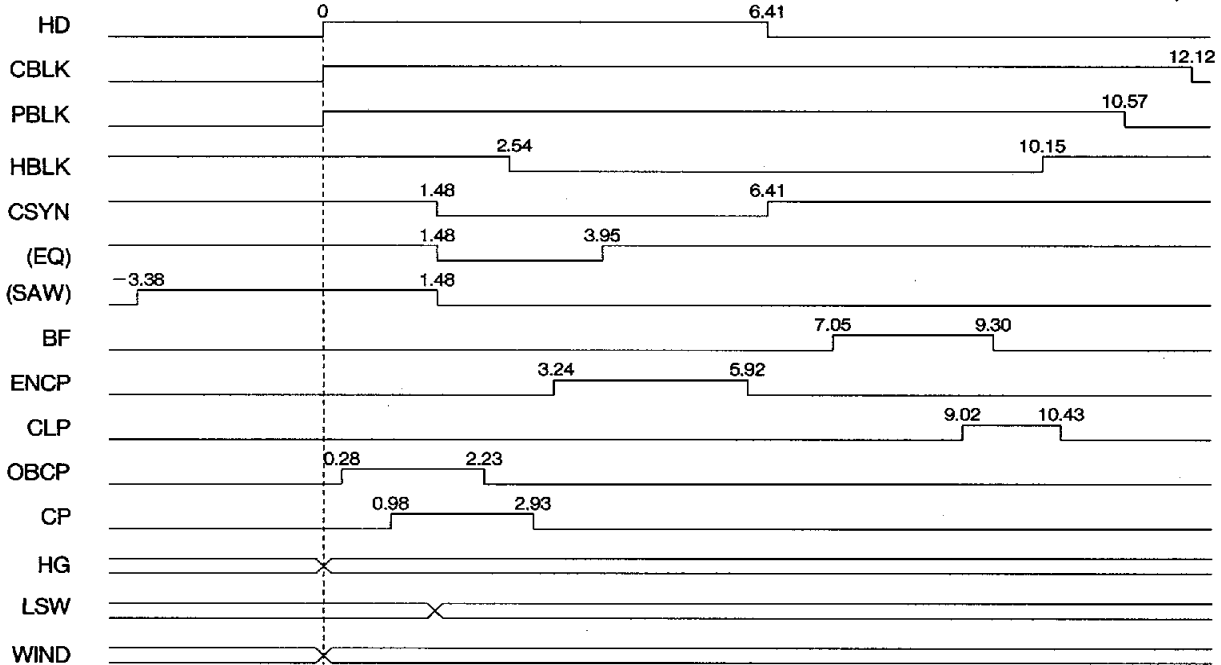 0 6.41
HD
12.12
CBLK
10.57
PBLK
2.54 10.15
HBLK
1.48 6.41
CSYN
1.48 3.95
(EQ)
−3.38 1.48
(SAW)
7.05 9.30
BF
3.24 5.92
ENCP
9.02 10.43
CLP
0.28 2.23
OBCP
0.98 2.93
CP
HG
LSW
WIND